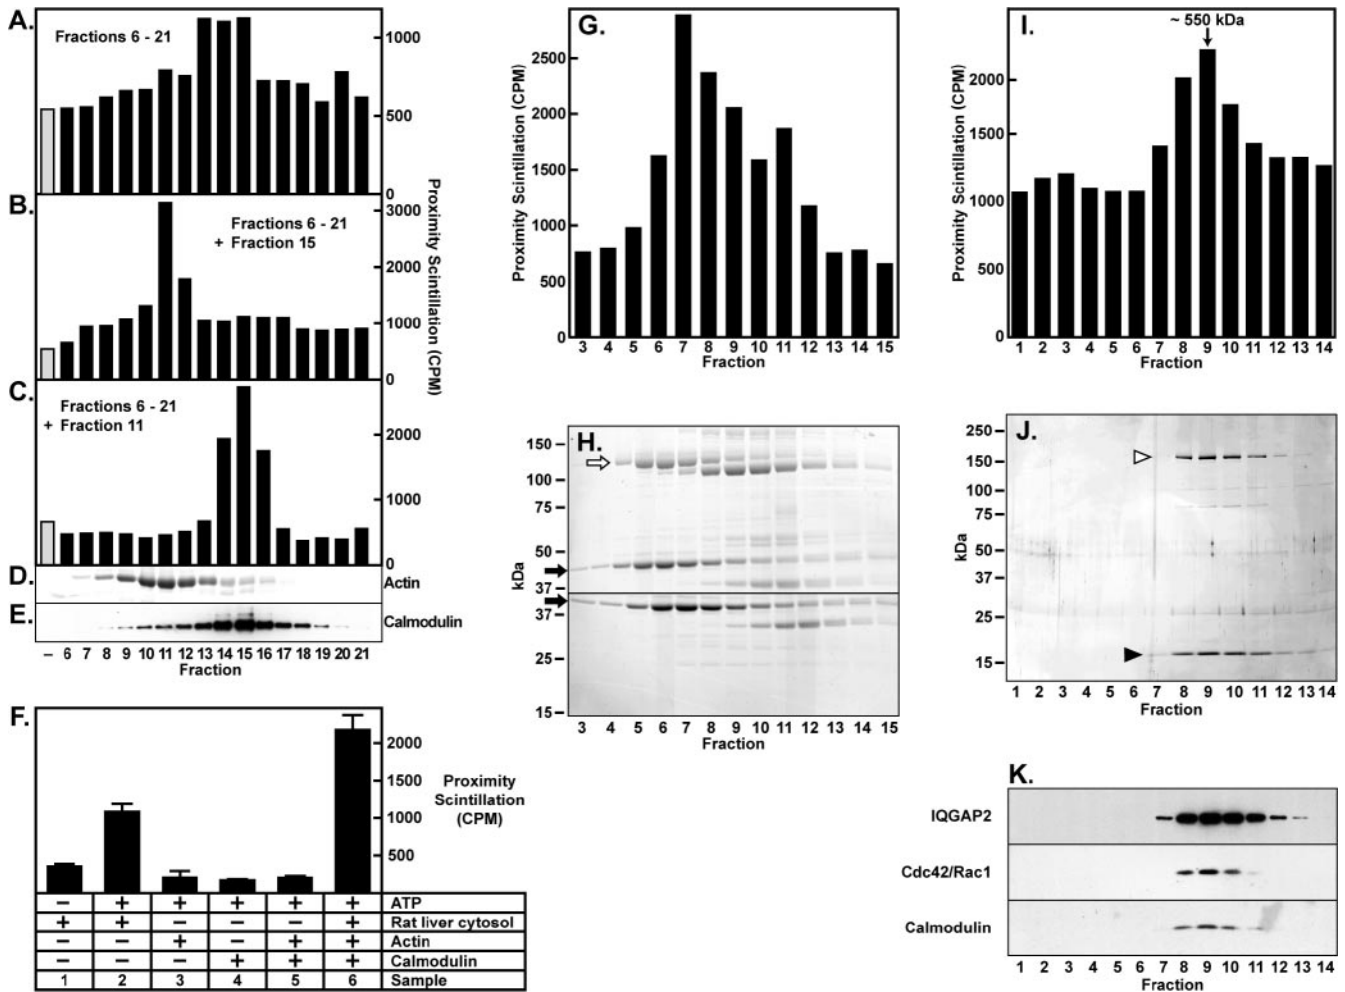 A.
Fractions 6 - 21
1000
500
0
B.
Fractions 6 - 21
+ Fraction 15
3000
2000
1000
0
Proximity Scintillation (CPM)
C.
Fractions 6 - 21
+ Fraction 11
2000
1000
0
D.
Actin
E.
Calmodulin
– 6 7 8 9 10 11 12 13 14 15 16 17 18 19 20 21
Fraction
F.
2000
1500
1000
500
Proximity
Scintillation
(CPM)
– + + + + + ATP
+ + – – – + Rat liver cytosol
– – + – + + Actin
– – – + + + Calmodulin
1 2 3 4 5 6 Sample
G.
Proximity Scintillation (CPM)
2500
2000
1500
1000
500
0
3 4 5 6 7 8 9 10 11 12 13 14 15
Fraction
H.
kDa
150
100
75
50
37
37
25
15
3 4 5 6 7 8 9 10 11 12 13 14 15
Fraction
I.
~ 550 kDa
Proximity Scintillation (CPM)
2000
1500
1000
500
0
1 2 3 4 5 6 7 8 9 10 11 12 13 14
Fraction
J.
kDa
250
150
100
75
50
37
25
15
1 2 3 4 5 6 7 8 9 10 11 12 13 14
Fraction
K.
IQGAP2
Cdc42/Rac1
Calmodulin
1 2 3 4 5 6 7 8 9 10 11 12 13 14
Fraction